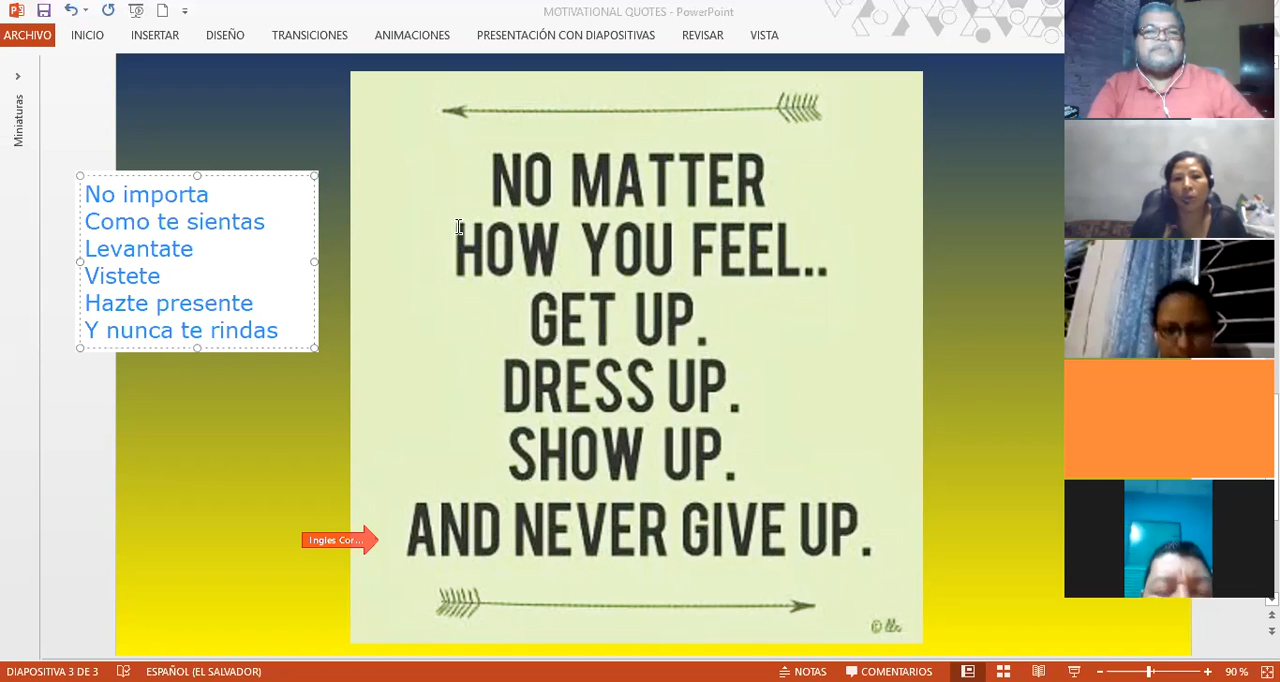 MOTIVATIONAL QUOTES - PowerPoint
ARCHIVO INICIO INSERTAR DISEÑO TRANSICIONES ANIMACIONES PRESENTACIÓN CON DIAPOSITIVAS REVISAR VISTA
Miniaturas
No importa
Como te sientas
Levantate
Vistete
Hazte presente
Y nunca te rindas
NO MATTER
HOW YOU FEEL..
GET UP.
DRESS UP.
SHOW UP.
AND NEVER GIVE UP.
Ingles Cor...
DIAPOSITIVA 3 DE 3 ESPAÑOL (EL SALVADOR) NOTAS COMENTARIOS 90 %